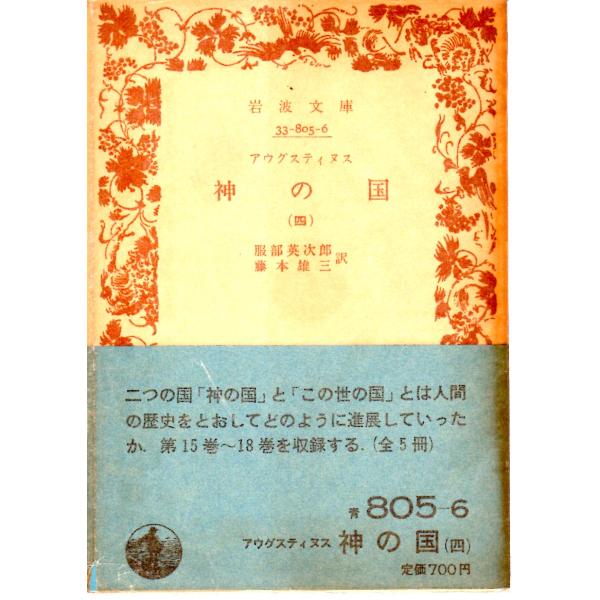 岩波文庫
33-805-6
アウグスティヌス
神の国
(四)
服部英次郎
藤本雄三訳
二つの国「神の国」と「この世の国」とは人間
の歴史をとおしてどのように進展していった
か. 第15巻～18巻を収録する. (全5冊)
青 805-6
アウグスティヌス 神の国(四)
定価700円